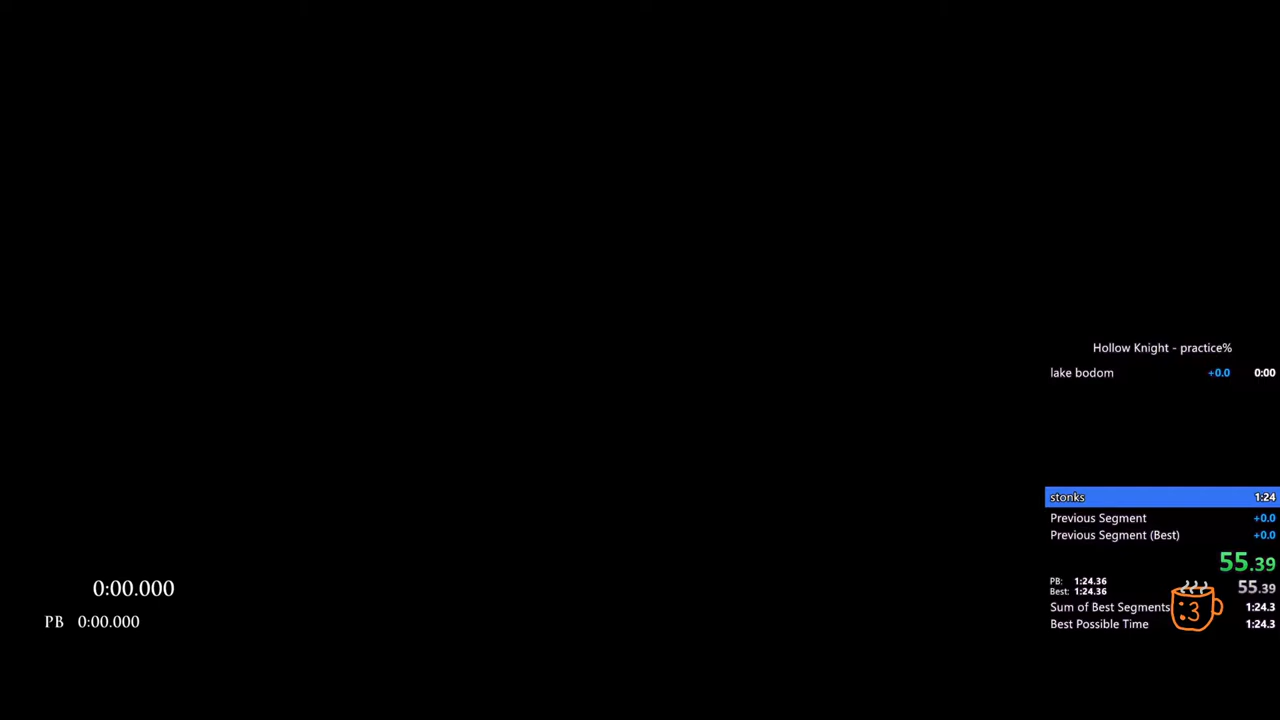 Hollow Knight - practice%
lake bodom +0.0 0:00
stonks 1:24
Previous Segment +0.0
Previous Segment (Best) +0.0
55.39
PB: 1:24.36
Best: 1:24.36 55.39
:3
Sum of Best Segments 1:24.3
Best Possible Time 1:24.3
0:00.000
PB 0:00.000